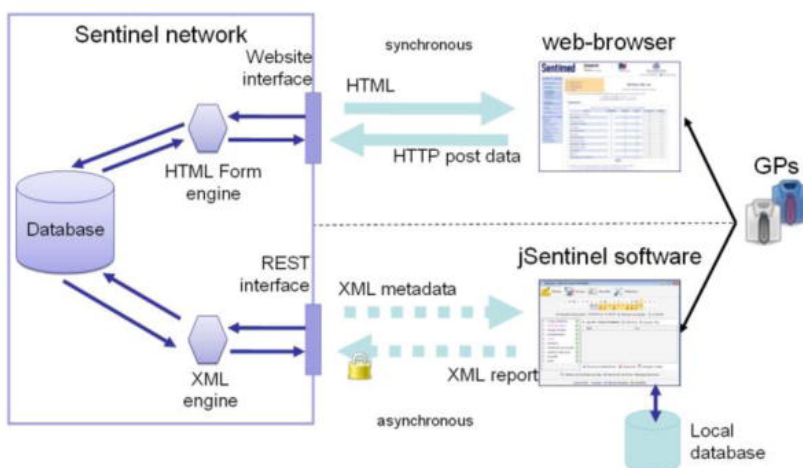 Sentinel network
synchronous
web-browser
Website
interface
HTML
Sentimed
HTML Form
engine
HTTP post data
GPs
Database
REST
interface
jSentinel software
XML metadata
XML
engine
XML report
asynchronous
Local
database